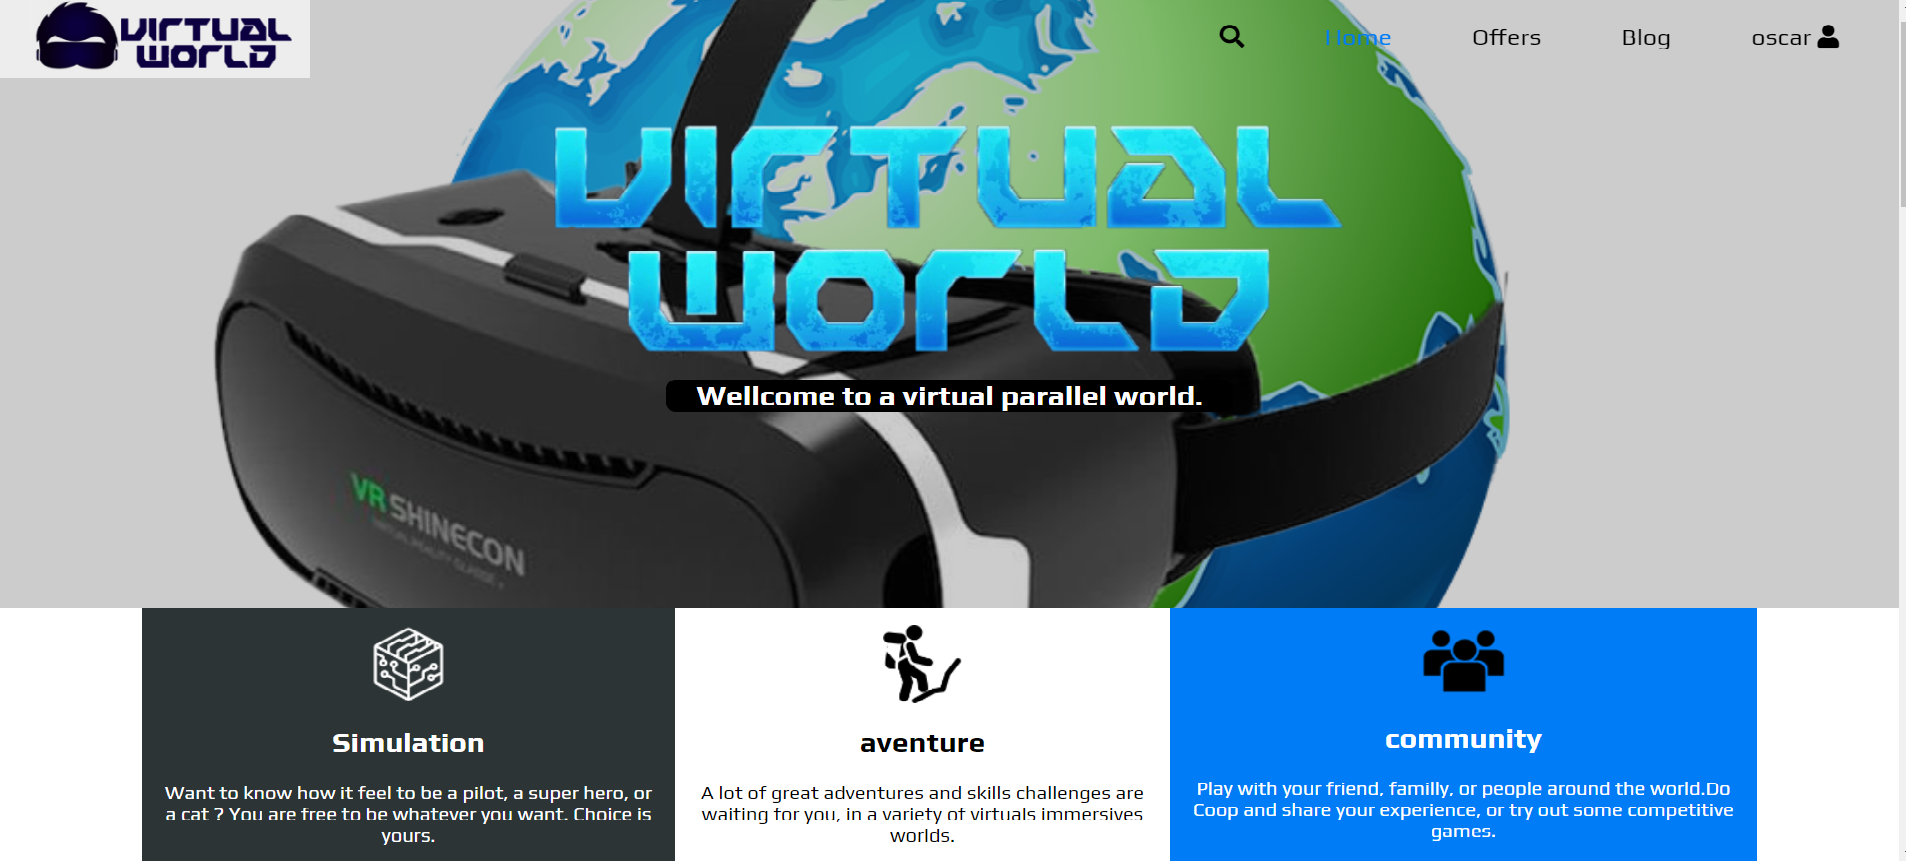 VIRTUAL
WORLD
Home
Offers
Blog
oscar
VIRTUAL
WORLD
Wellcome to a virtual parallel world.
VR SHINECON
Simulation
Want to know how it feel to be a pilot, a super hero, or
a cat ? You are free to be whatever you want. Choice is
yours.
aventure
A lot of great adventures and skills challenges are
waiting for you, in a variety of virtuals immersives
worlds.
community
Play with your friend, familly, or people around the world.Do
Coop and share your experience, or try out some competitive
games.